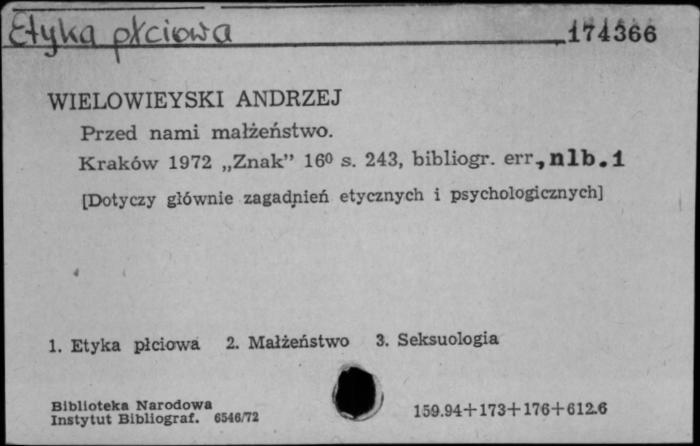 Etyka płciowa
174366
WIELOWIEYSKI ANDRZEJ
Przed nami małżeństwo.
Kraków 1972 „Znak” 16⁰ s. 243, bibliogr. err., nlb. 1
[Dotyczy głównie zagadnień etycznych i psychologicznych]
1. Etyka płciowa 2. Małżeństwo 3. Seksuologia
Biblioteka Narodowa
Instytut Bibliograf. 6546/72
159.94+173+176+612.6